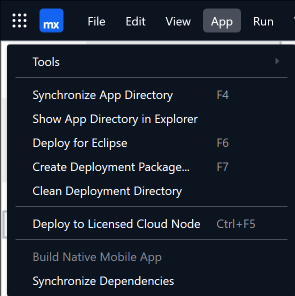 mx File Edit View App Run
Tools
Synchronize App Directory F4
Show App Directory in Explorer
Deploy for Eclipse F6
Create Deployment Package... F7
Clean Deployment Directory
Deploy to Licensed Cloud Node Ctrl+F5
Build Native Mobile App
Synchronize Dependencies